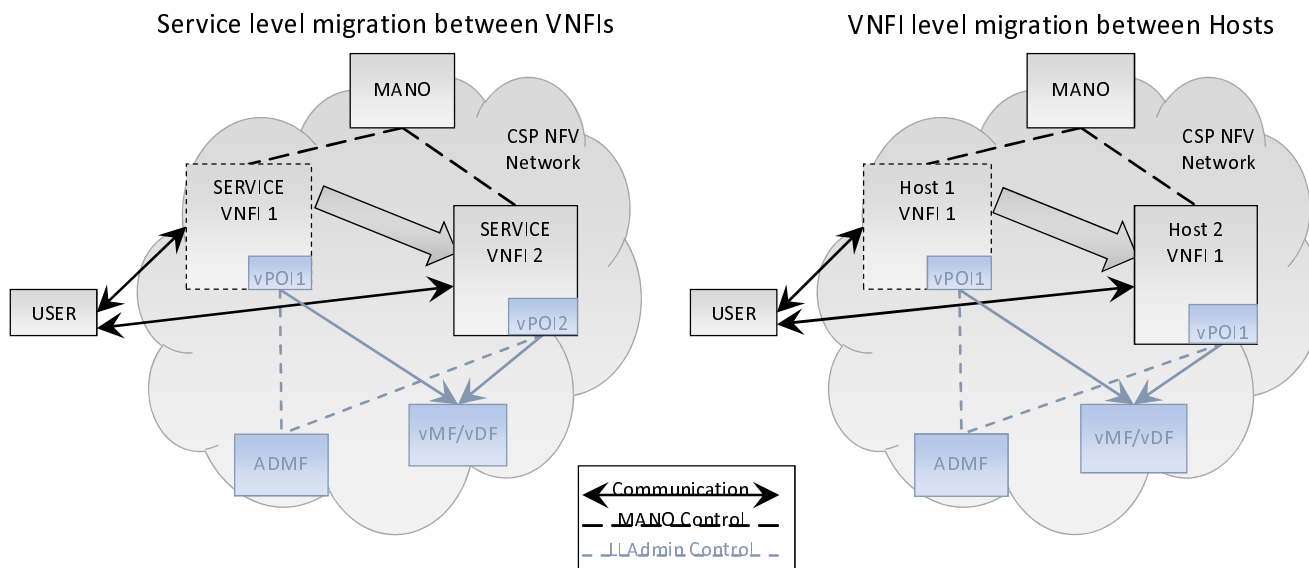 Service level migration between VNFIs
MANO
CSP NFV
Network
SERVICE
VNFI 1
SERVICE
VNFI 2
vPOI1
vPOI2
USER
vMF/vDF
ADMF
VNFI level migration between Hosts
MANO
CSP NFV
Network
Host 1
VNFI 1
Host 2
VNFI 1
vPOI1
vPOI1
USER
vMF/vDF
ADMF
Communication
MANO Control
LI Admin Control